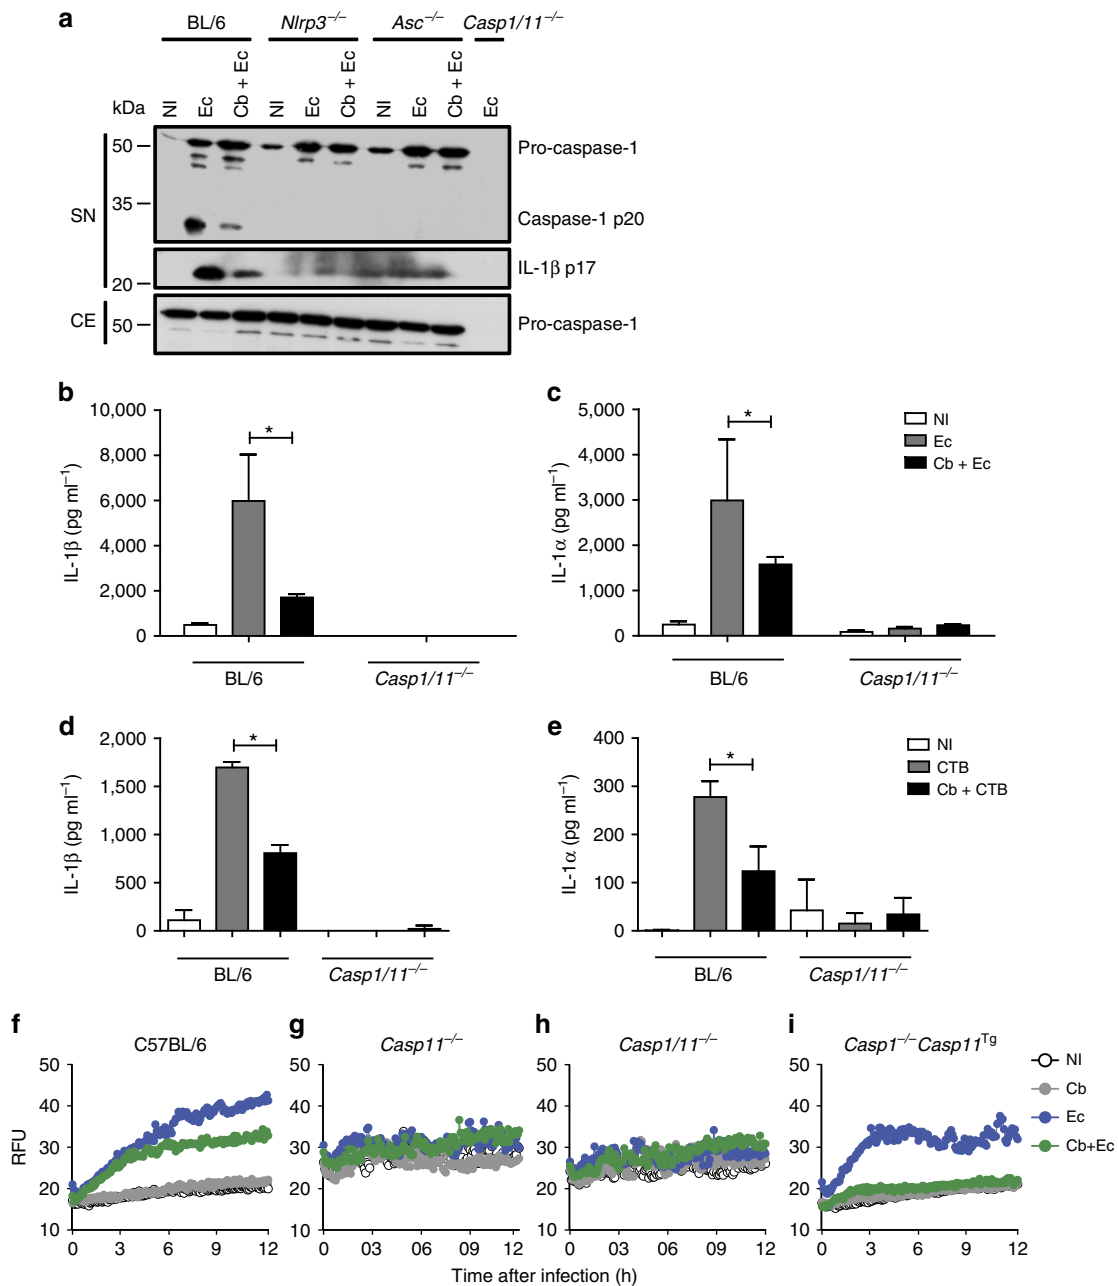 a
BL/6 Nlrp3–/– Asc–/– Casp1/11–/–
kDa NI Ec Cb + Ec NI Ec Cb + Ec NI Ec Cb + Ec Ec
SN
50
35
20
Pro-caspase-1
Caspase-1 p20
IL-1β p17
CE
50
Pro-caspase-1
b
IL-1β (pg ml–1)
10,000
8,000
6,000
4,000
2,000
0
*
BL/6 Casp1/11–/–
c
IL-1α (pg ml–1)
5,000
4,000
3,000
2,000
1,000
0
*
BL/6 Casp1/11–/–
NI
Ec
Cb + Ec
d
IL-1β (pg ml–1)
2,000
1,500
1,000
500
0
*
BL/6 Casp1/11–/–
e
IL-1α (pg ml–1)
400
300
200
100
0
*
BL/6 Casp1/11–/–
NI
CTB
Cb + CTB
f
C57BL/6
RFU
50
40
30
20
10
0 3 6 9 12
g
Casp11–/–
50
40
30
20
10
0 03 06 09 12
h
Casp1/11–/–
50
40
30
20
10
0 03 06 09 12
i
Casp1–/–Casp11Tg
50
40
30
20
10
0 3 6 9 12
NI
Cb
Ec
Cb+Ec
Time after infection (h)